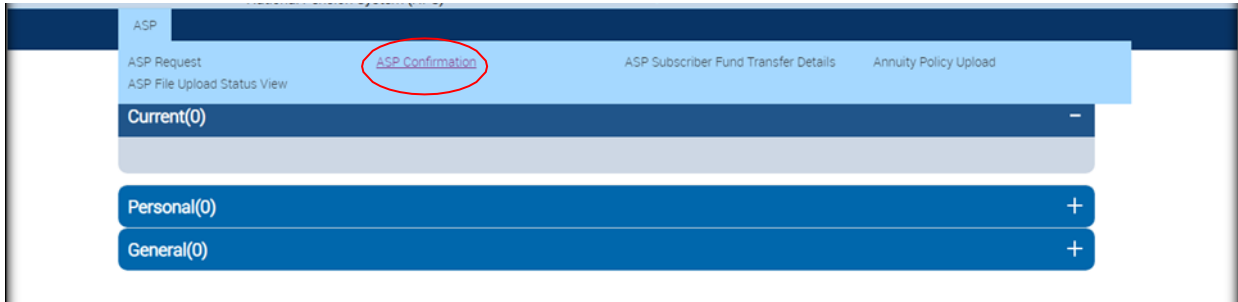 ASP
ASP Request ASP Confirmation ASP Subscriber Fund Transfer Details Annuity Policy Upload
ASP File Upload Status View
Current(0)
Personal(0)
General(0)